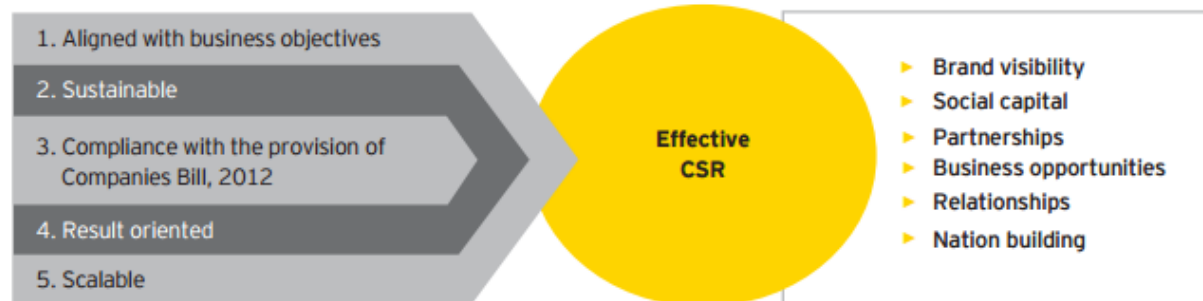 1. Aligned with business objectives
2. Sustainable
3. Compliance with the provision of
Companies Bill, 2012
4. Result oriented
5. Scalable
Effective
CSR
► Brand visibility
► Social capital
► Partnerships
► Business opportunities
► Relationships
► Nation building